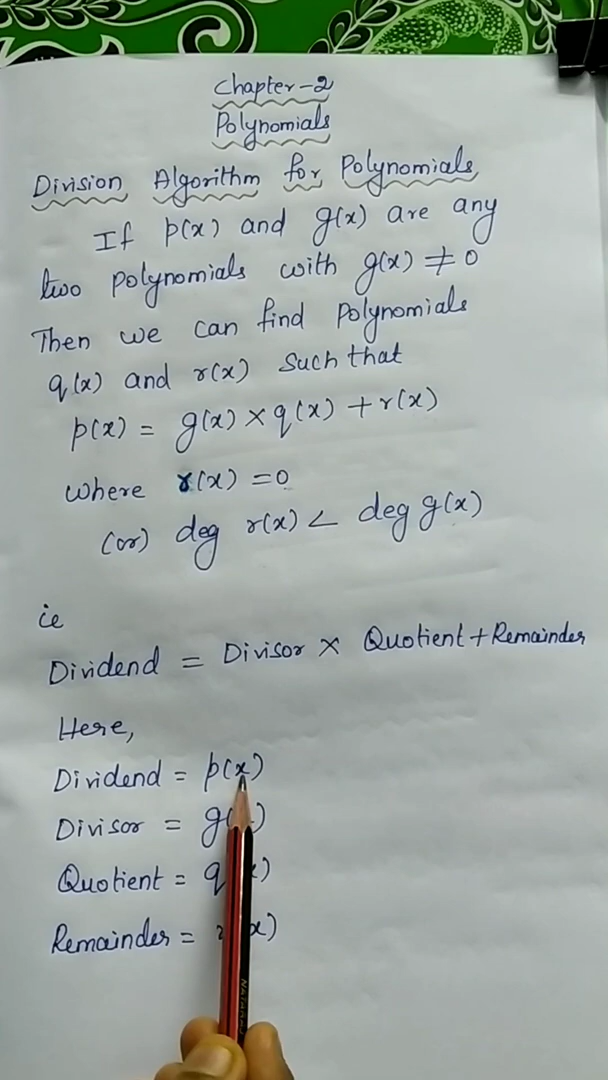 Chapter-2
Polynomials
Division Algorithm for Polynomials
If p(x) and g(x) are any
two polynomials with g(x) ≠ 0
Then we can find polynomials
q(x) and r(x) such that
p(x) = g(x) × q(x) + r(x)
where r(x) = 0
(or) deg r(x) < deg g(x)
ie
Dividend = Divisor × Quotient + Remainder
Here,
Dividend = p(x)
Divisor = g( )
Quotient = q( )
Remainder = x)